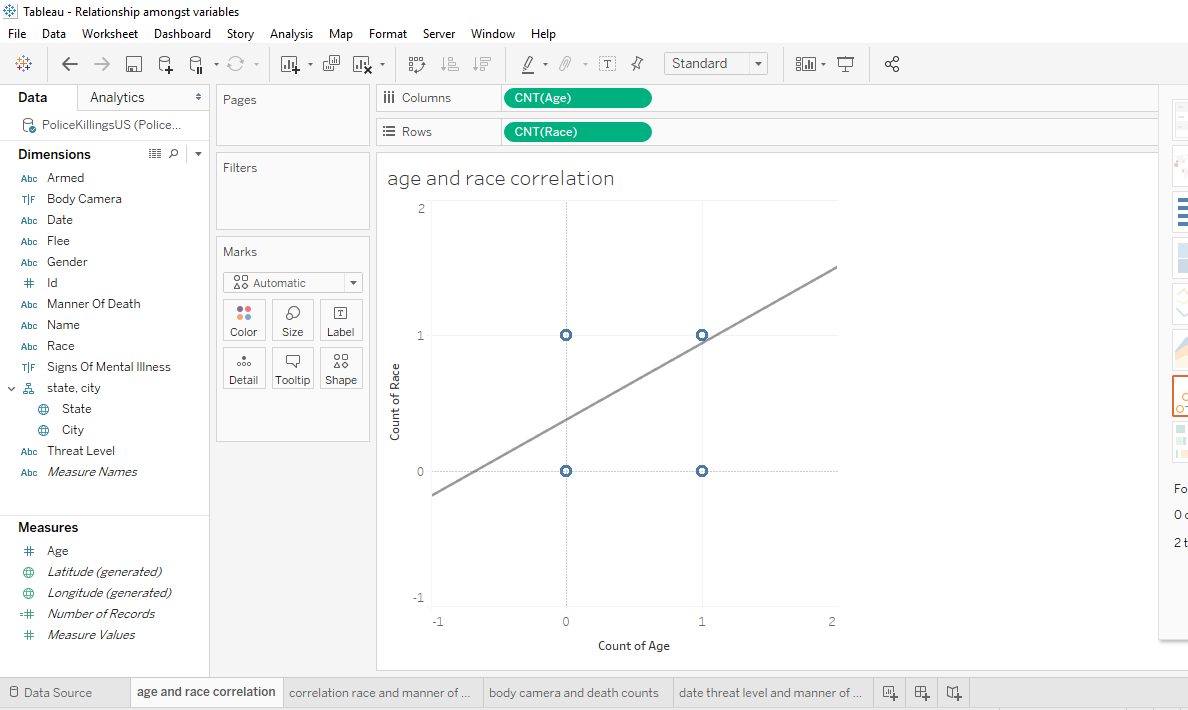 Tableau - Relationship amongst variables
File Data Worksheet Dashboard Story Analysis Map Format Server Window Help
Standard
Data Analytics
PoliceKillingsUS (Police...
Dimensions
Abc Armed
T|F Body Camera
Abc Date
Abc Flee
Abc Gender
# Id
Abc Manner Of Death
Abc Name
Abc Race
T|F Signs Of Mental Illness
state, city
State
City
Abc Threat Level
Abc Measure Names
Measures
# Age
Latitude (generated)
Longitude (generated)
=# Number of Records
# Measure Values
Pages
Filters
Marks
Automatic
Color Size Label
Detail Tooltip Shape
Columns CNT(Age)
Rows CNT(Race)
age and race correlation
2
1
0
-1
Count of Race
-1 0 1 2
Count of Age
Fo
0 o
2 t
Data Source age and race correlation correlation race and manner of ... body camera and death counts date threat level and manner of ...